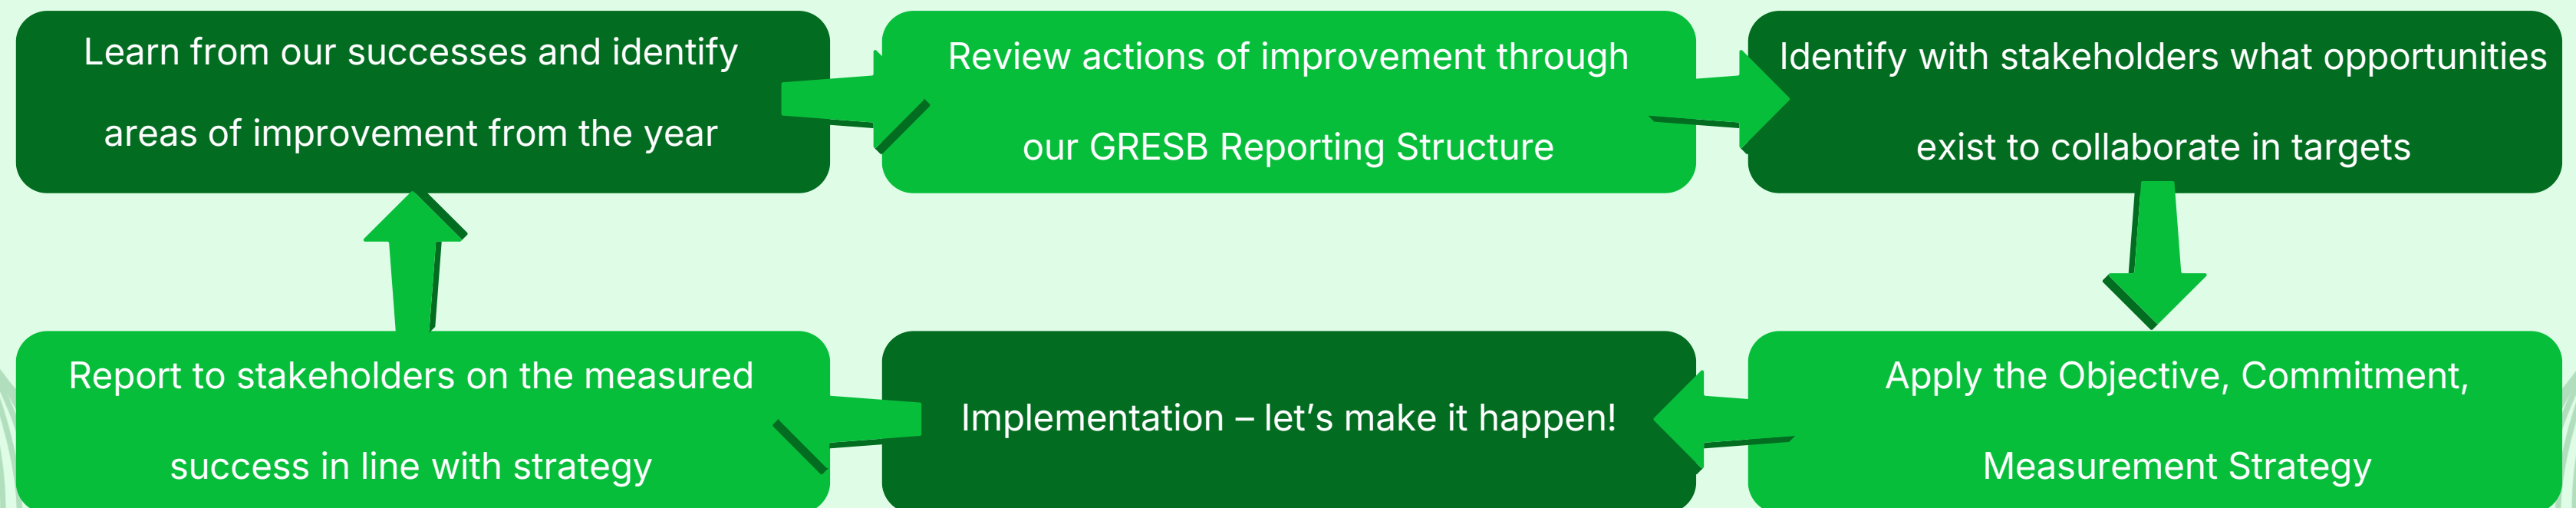 Learn from our successes and identify
areas of improvement from the year
Review actions of improvement through
our GRESB Reporting Structure
Identify with stakeholders what opportunities
exist to collaborate in targets
Apply the Objective, Commitment,
Measurement Strategy
Implementation – let’s make it happen!
Report to stakeholders on the measured
success in line with strategy